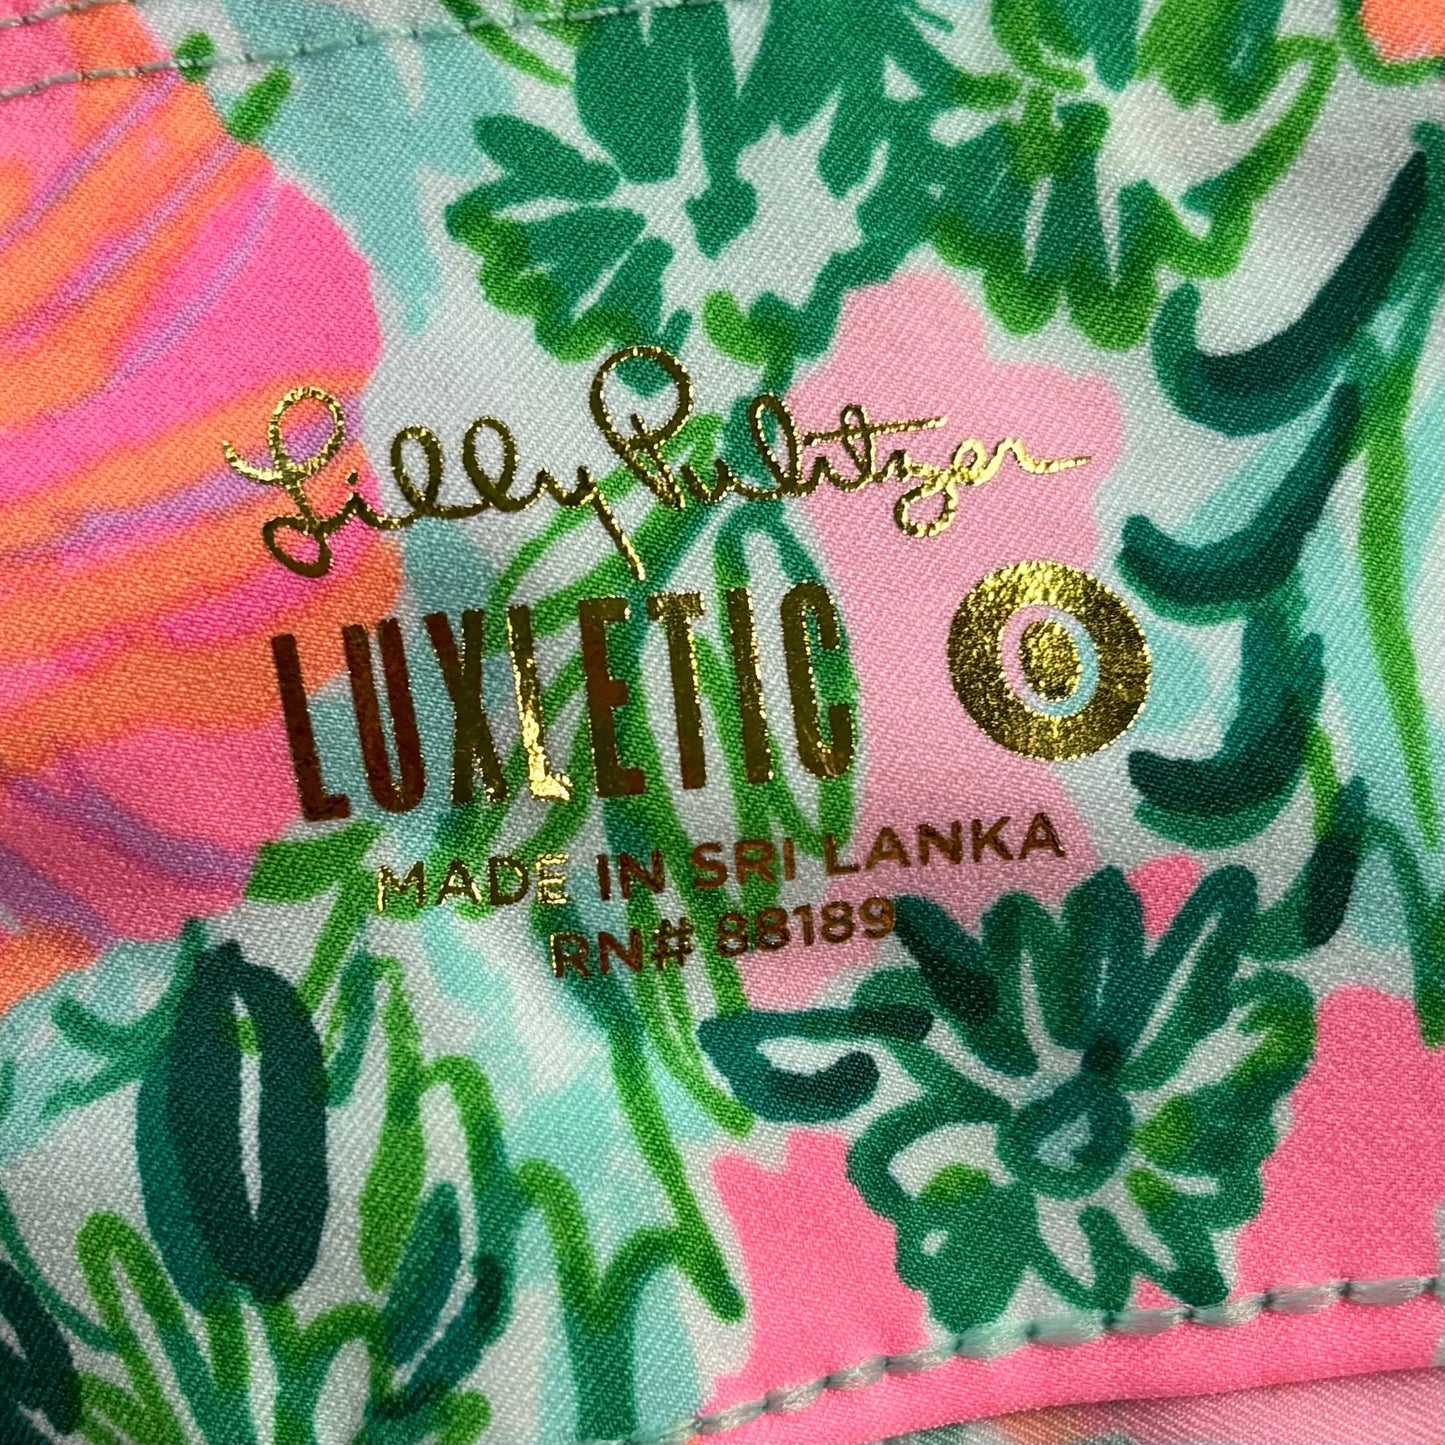 Lilly Pulitzer
LUXLETIC 0
MADE IN SRI LANKA
RN# 88189